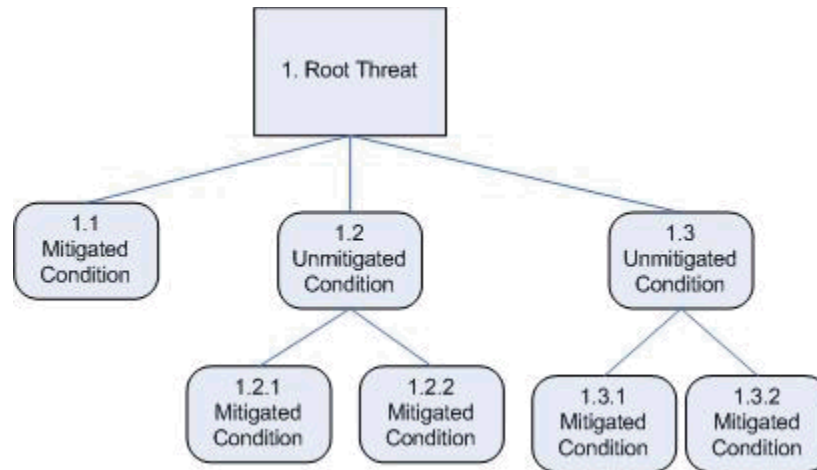 1. Root Threat
1.1
Mitigated
Condition
1.2
Unmitigated
Condition
1.3
Unmitigated
Condition
1.2.1
Mitigated
Condition
1.2.2
Mitigated
Condition
1.3.1
Mitigated
Condition
1.3.2
Mitigated
Condition